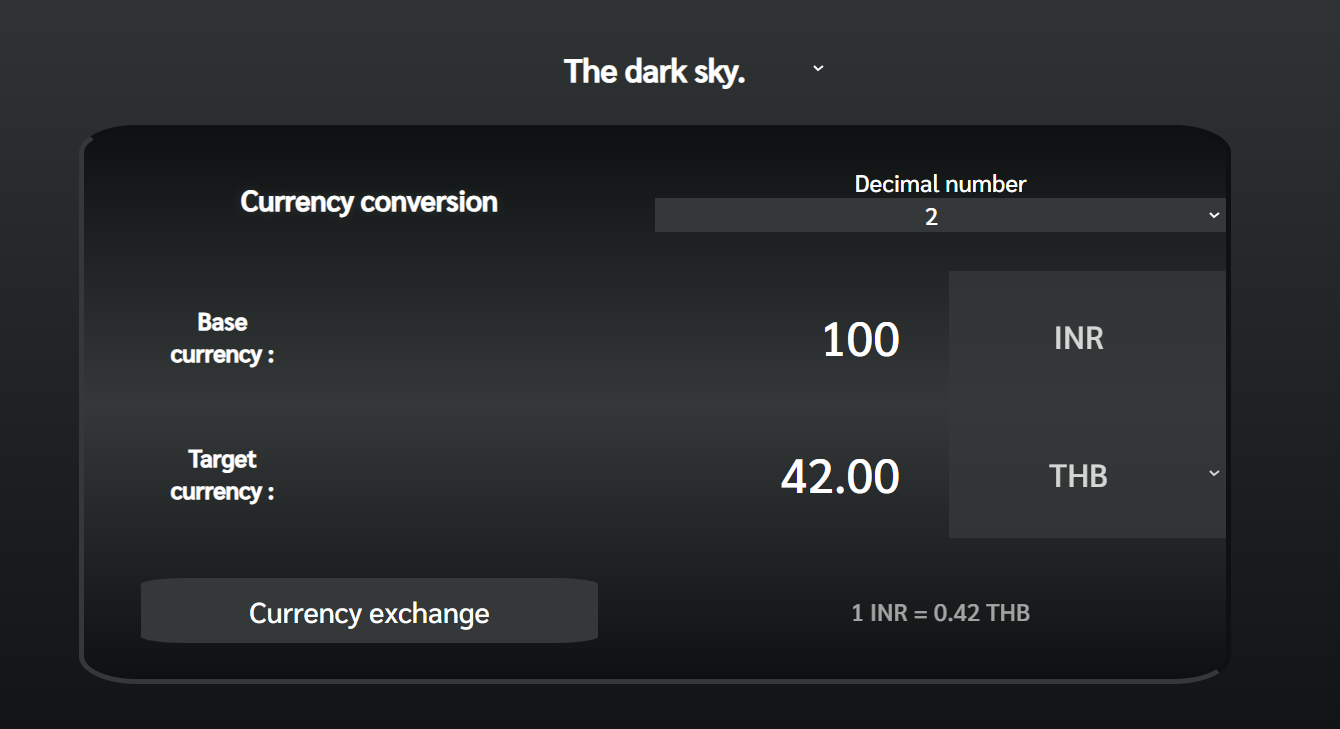 The dark sky.
Currency conversion
Decimal number
2
Base
currency :
100
INR
Target
currency :
42.00
THB
Currency exchange
1 INR = 0.42 THB